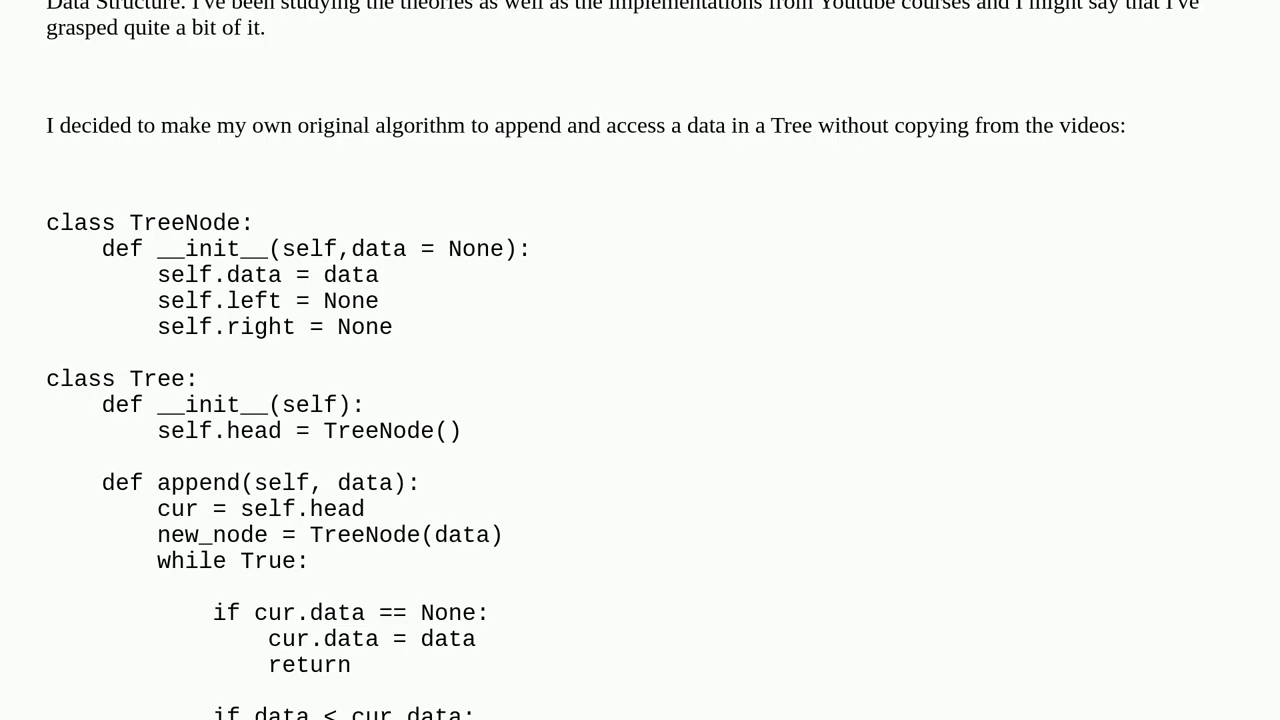 Data Structure. I've been studying the theories as well as the implementations from Youtube courses and I might say that I've
grasped quite a bit of it.
I decided to make my own original algorithm to append and access a data in a Tree without copying from the videos:
class TreeNode:
    def __init__(self,data = None):
        self.data = data
        self.left = None
        self.right = None
class Tree:
    def __init__(self):
        self.head = TreeNode()
    def append(self, data):
        cur = self.head
        new_node = TreeNode(data)
        while True:
            if cur.data == None:
                cur.data = data
                return
            if data < cur.data: